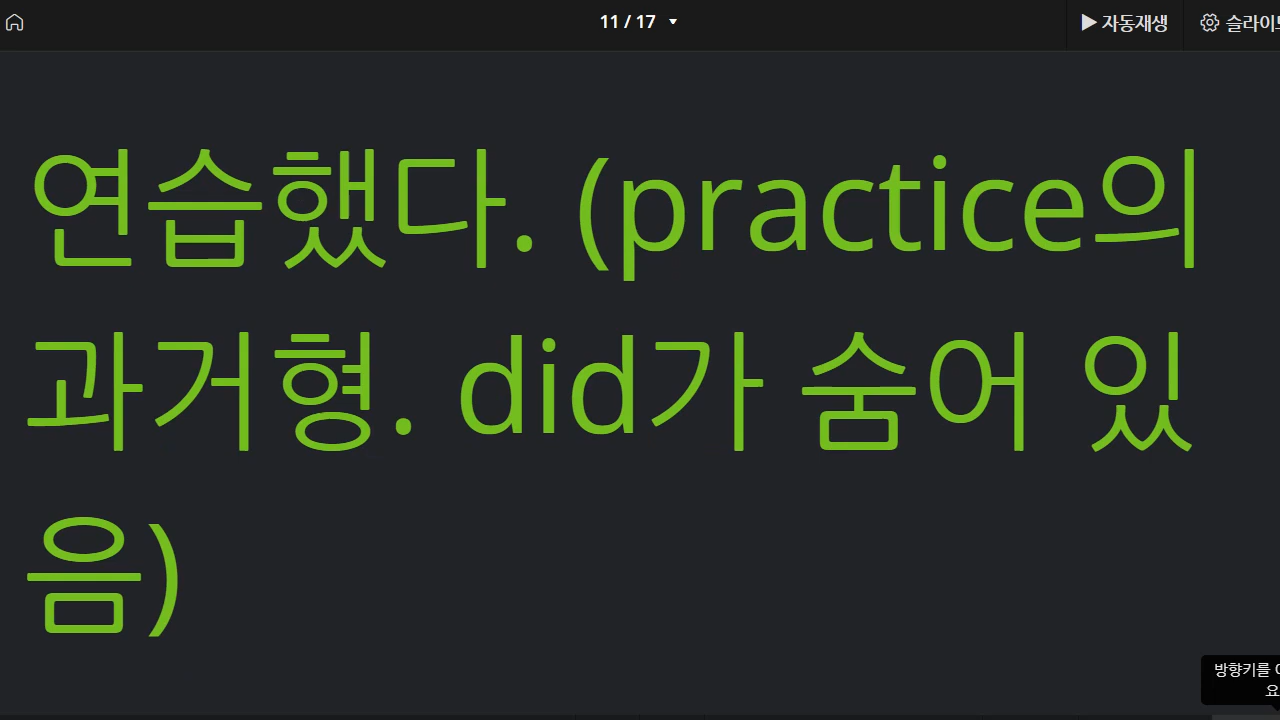 11 / 17
자동재생
연습했다. (practice의
과거형. did가 숨어 있
음)
방향키를
요